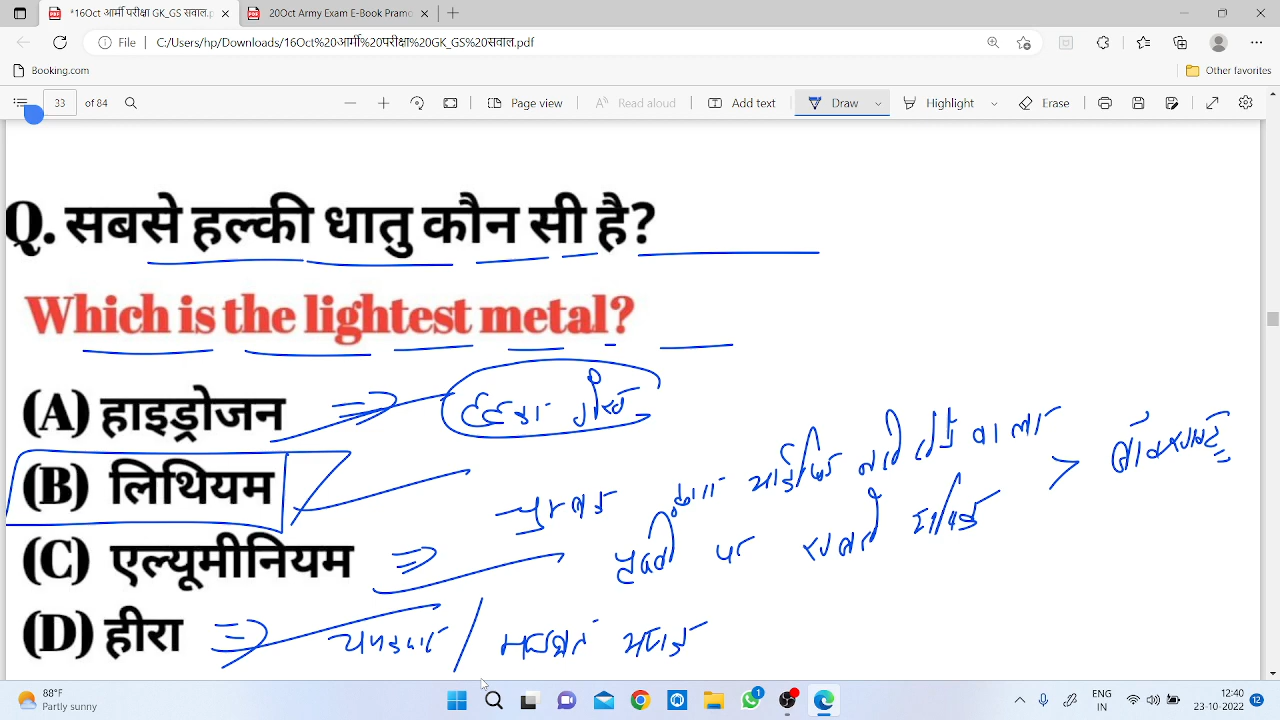 *16Oct आर्मी परीक्षा GK_GS सवाल.p
20Oct Army Exam E-Book Pramo
File C:/Users/hp/Downloads/16Oct%20आर्मी%20परीक्षा%20GK_GS%20सवाल.pdf
Booking.com
Other favorites
33 of 84
Page view
Read aloud
Add text
Draw
Highlight
Erase
Q. सबसे हल्की धातु कौन सी है?
Which is the lightest metal?
(A) हाइड्रोजन
(B) लिथियम
(C) एल्यूमीनियम
पृथ्वी पर
(D) हीरा
88°F
Partly sunny
1
ENG
IN
12:40
23-10-2022
12